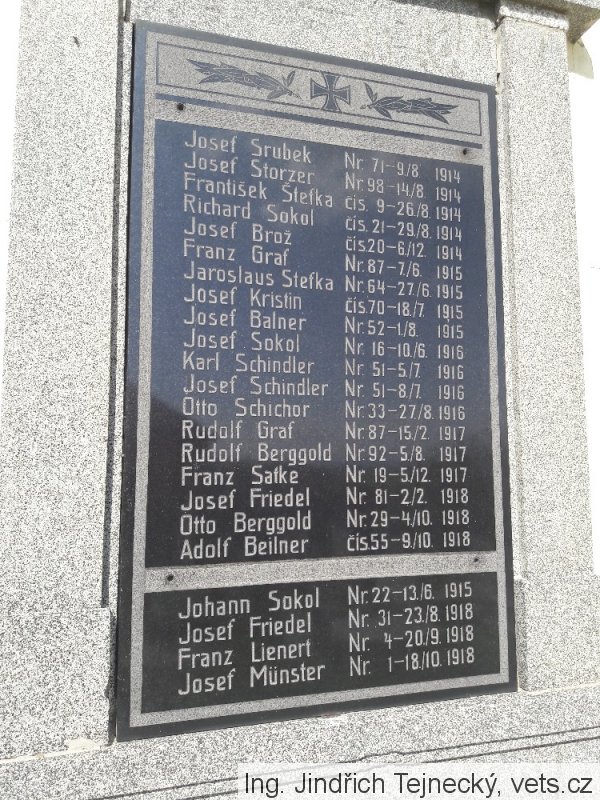 Josef Srubek Nr. 71-9/8. 1914
Josef Storzer Nr. 98-14/8. 1914
František Štefka čís. 9-26/8. 1914
Richard Sokol čís. 21-29/8. 1914
Josef Brož čís. 20-6/12. 1914
Franz Graf Nr. 87-7/6. 1915
Jaroslaus Stefka Nr. 64-27/6. 1915
Josef Kristin čís. 70-18/7. 1915
Josef Balner Nr. 52-1/8. 1915
Josef Sokol Nr. 16-10/6. 1916
Karl Schindler Nr. 51-5/7. 1916
Josef Schindler Nr. 51-8/7. 1916
Otto Schichor Nr. 33-27/8. 1916
Rudolf Graf Nr. 87-15/2. 1917
Rudolf Berggold Nr. 92-5/8. 1917
Franz Satke Nr. 19-5/12. 1917
Josef Friedel Nr. 81-2/2. 1918
Otto Berggold Nr. 29-4/10. 1918
Adolf Beilner čís. 55-9/10. 1918
Johann Sokol Nr. 22-13/6. 1915
Josef Friedel Nr. 31-23/8. 1918
Franz Lienert Nr. 4-20/9. 1918
Josef Münster Nr. 1-18/10. 1918
Ing. Jindřich Tejnecký, vets.cz